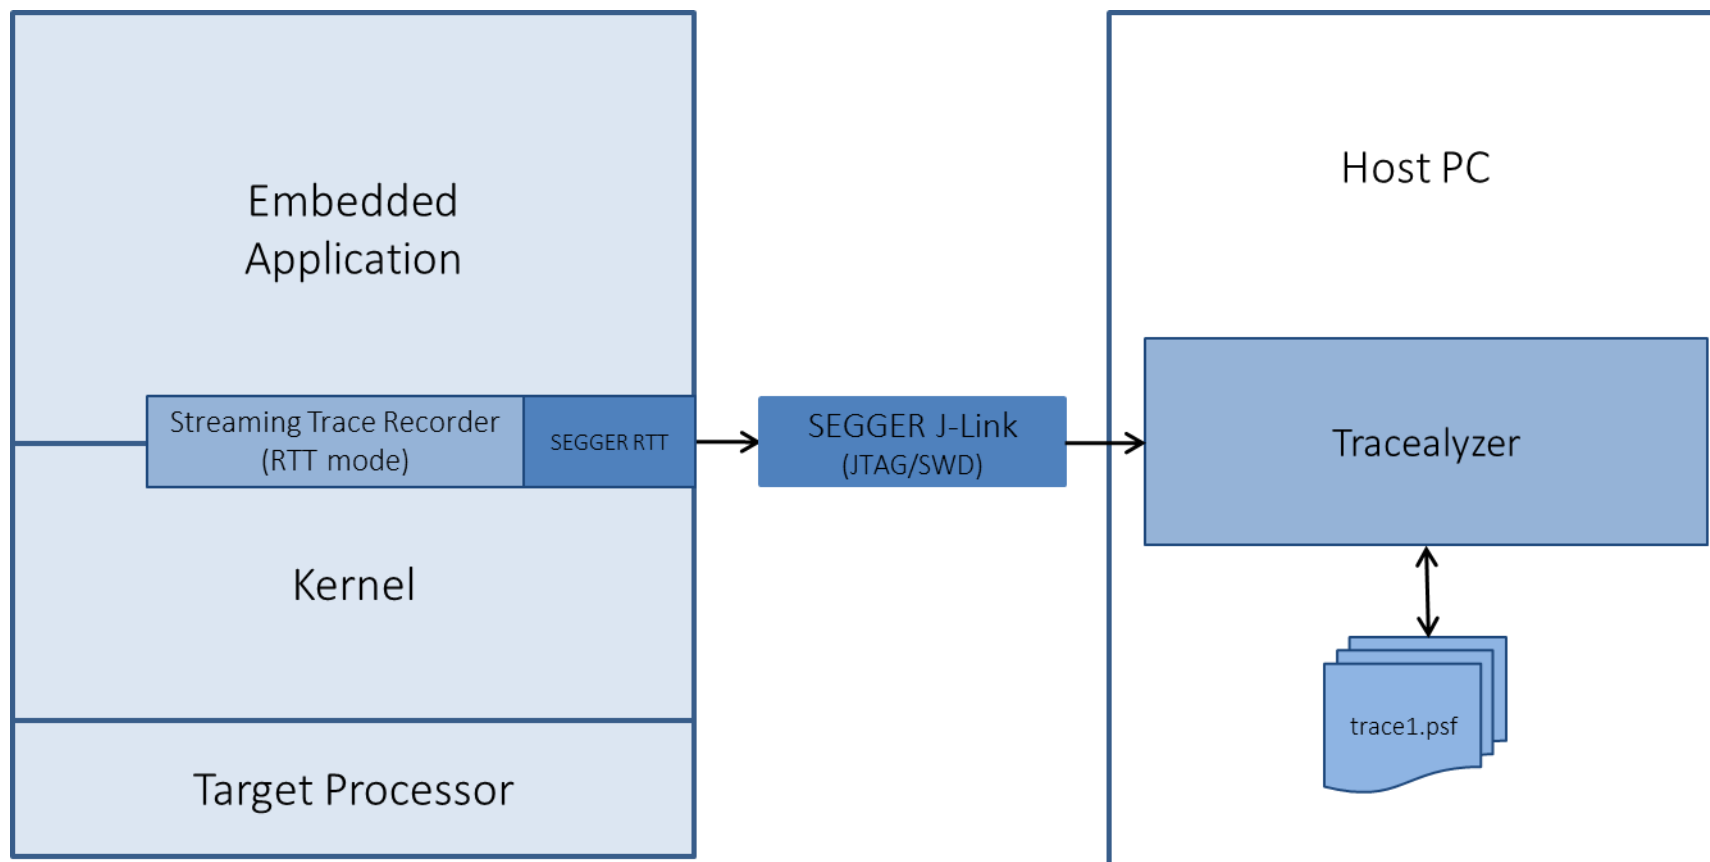 Embedded
Application
Streaming Trace Recorder
(RTT mode)
SEGGER RTT
Kernel
Target Processor
SEGGER J-Link
(JTAG/SWD)
Host PC
Tracealyzer
trace1.psf